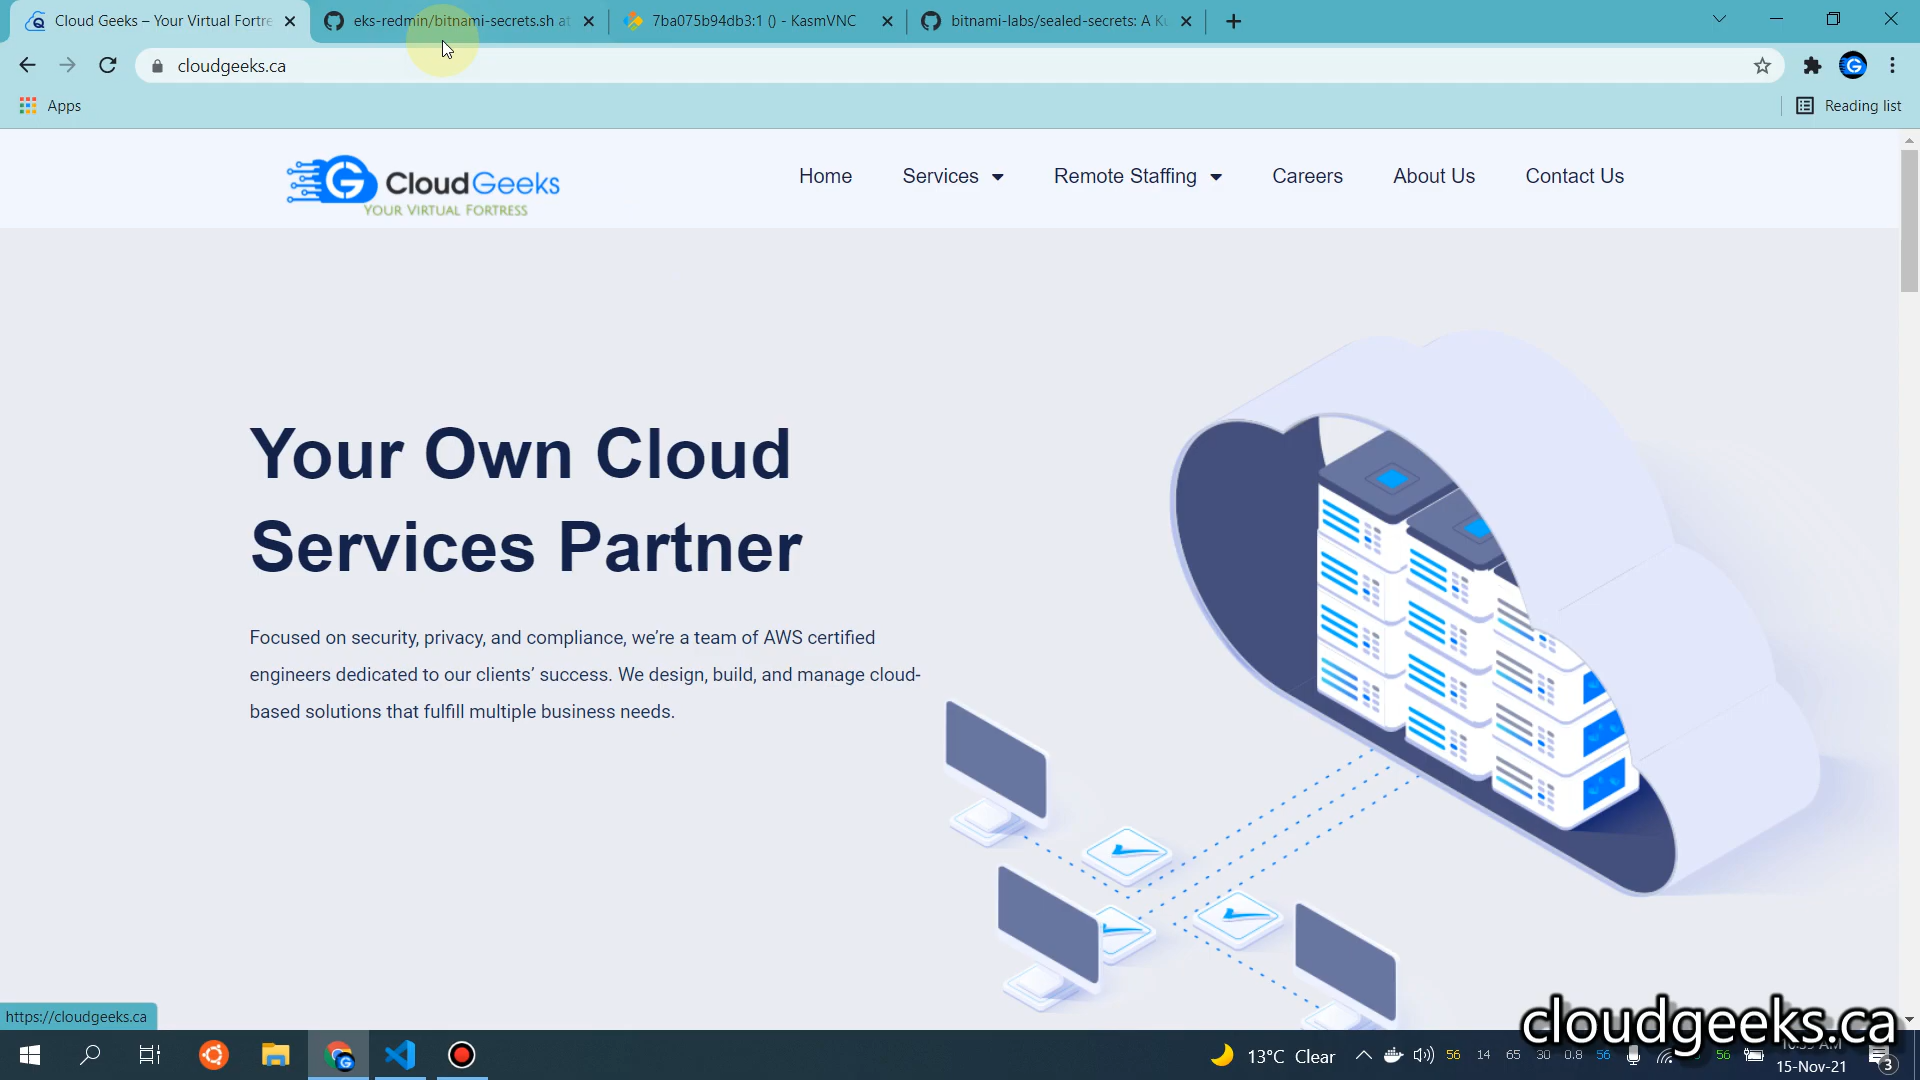 Cloud Geeks – Your Virtual Fortre
eks-redmin/bitnami-secrets.sh at
7ba075b94db3:1 () - KasmVNC
bitnami-labs/sealed-secrets: A Ku
cloudgeeks.ca
Apps
Reading list
CloudGeeks
YOUR VIRTUAL FORTRESS
Home
Services
Remote Staffing
Careers
About Us
Contact Us
Your Own Cloud
Services Partner
Focused on security, privacy, and compliance, we’re a team of AWS certified
engineers dedicated to our clients’ success. We design, build, and manage cloud-
based solutions that fulfill multiple business needs.
https://cloudgeeks.ca
cloudgeeks.ca
13°C Clear
56
14
65
30
0.8
56
56
15-Nov-21
3